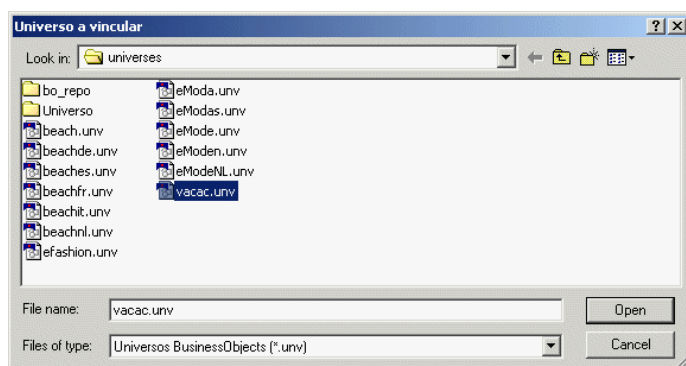 Universo a vincular
Look in: universes
bo_repo
Universo
beach.unv
beachde.unv
beaches.unv
beachfr.unv
beachit.unv
beachnl.unv
efashion.unv
eModa.unv
eModas.unv
eMode.unv
eModen.unv
eModeNL.unv
vacac.unv
File name: vacac.unv
Open
Files of type: Universos BusinessObjects (*.unv)
Cancel